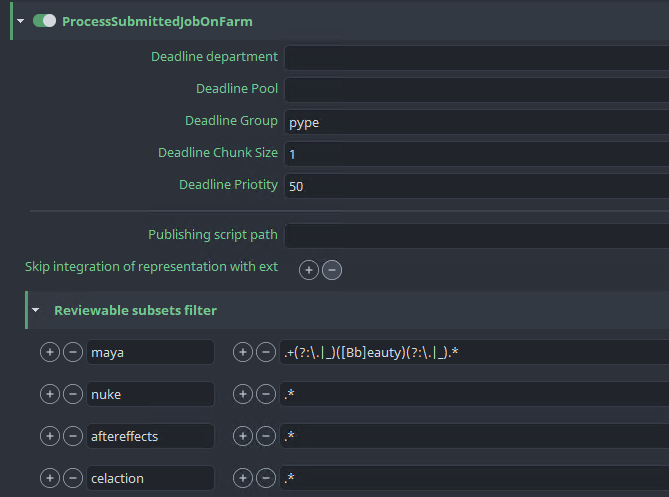 ProcessSubmittedJobOnFarm
Deadline department
Deadline Pool
Deadline Group pype
Deadline Chunk Size 1
Deadline Priotity 50
Publishing script path
Skip integration of representation with ext
Reviewable subsets filter
maya .+(?:\.|_)([Bb]eauty)(?:\.|_).*
nuke .*
aftereffects .*
celaction .*